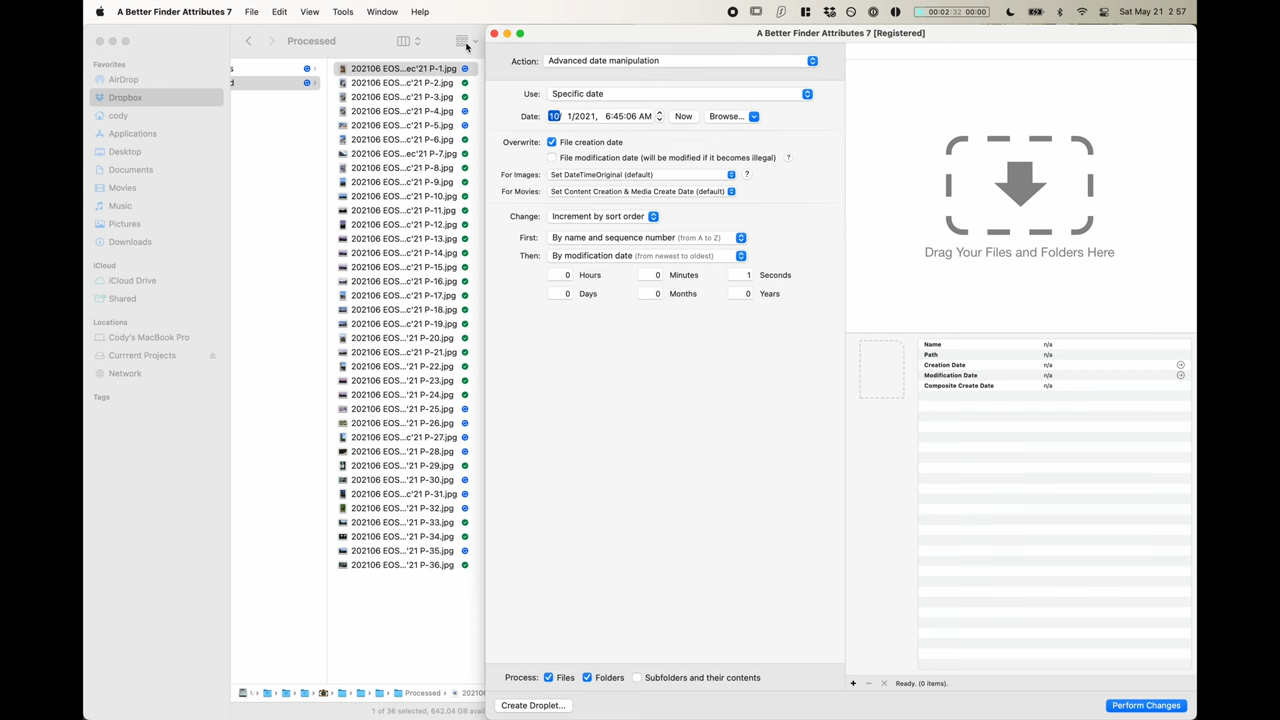 A Better Finder Attributes 7 File Edit View Tools Window Help 00:02:32 00:00 Sat May 21 2 57
Processed
A Better Finder Attributes 7 [Registered]
Favorites
AirDrop
Dropbox
cody
Applications
Desktop
Documents
Movies
Music
Pictures
Downloads
iCloud
iCloud Drive
Shared
Locations
Cody's MacBook Pro
Currrent Projects
Network
Tags
s
d
202106 EOS...ec'21 P-1.jpg
202106 EOS...c'21 P-2.jpg
202106 EOS...c'21 P-3.jpg
202106 EOS...c'21 P-4.jpg
202106 EOS...c'21 P-5.jpg
202106 EOS...c'21 P-6.jpg
202106 EOS...ec'21 P-7.jpg
202106 EOS...c'21 P-8.jpg
202106 EOS...c'21 P-9.jpg
202106 EOS...'21 P-10.jpg
202106 EOS...c'21 P-11.jpg
202106 EOS...c'21 P-12.jpg
202106 EOS...c'21 P-13.jpg
202106 EOS...c'21 P-14.jpg
202106 EOS...c'21 P-15.jpg
202106 EOS...c'21 P-16.jpg
202106 EOS...c'21 P-17.jpg
202106 EOS...c'21 P-18.jpg
202106 EOS...c'21 P-19.jpg
202106 EOS...'21 P-20.jpg
202106 EOS...c'21 P-21.jpg
202106 EOS...'21 P-22.jpg
202106 EOS...'21 P-23.jpg
202106 EOS...'21 P-24.jpg
202106 EOS...'21 P-25.jpg
202106 EOS...'21 P-26.jpg
202106 EOS...'21 P-27.jpg
202106 EOS...'21 P-28.jpg
202106 EOS...'21 P-29.jpg
202106 EOS...'21 P-30.jpg
202106 EOS...c'21 P-31.jpg
202106 EOS...'21 P-32.jpg
202106 EOS...'21 P-33.jpg
202106 EOS...'21 P-34.jpg
202106 EOS...'21 P-35.jpg
202106 EOS...'21 P-36.jpg
Processed 20210
1 of 36 selected, 642.04 GB avai
Action: Advanced date manipulation
Use: Specific date
Date: 10/ 1/2021, 6:45:06 AM Now Browse...
Overwrite: File creation date
File modification date (will be modified if it becomes illegal) ?
For Images: Set DateTimeOriginal (default) ?
For Movies: Set Content Creation & Media Create Date (default)
Change: Increment by sort order
First: By name and sequence number (from A to Z)
Then: By modification date (from newest to oldest)
0 Hours 0 Minutes 1 Seconds
0 Days 0 Months 0 Years
Process: Files Folders Subfolders and their contents
Create Droplet...
Drag Your Files and Folders Here
Name n/a
Path n/a
Creation Date n/a
Modification Date n/a
Composite Create Date n/a
Ready. (0 items).
Perform Changes